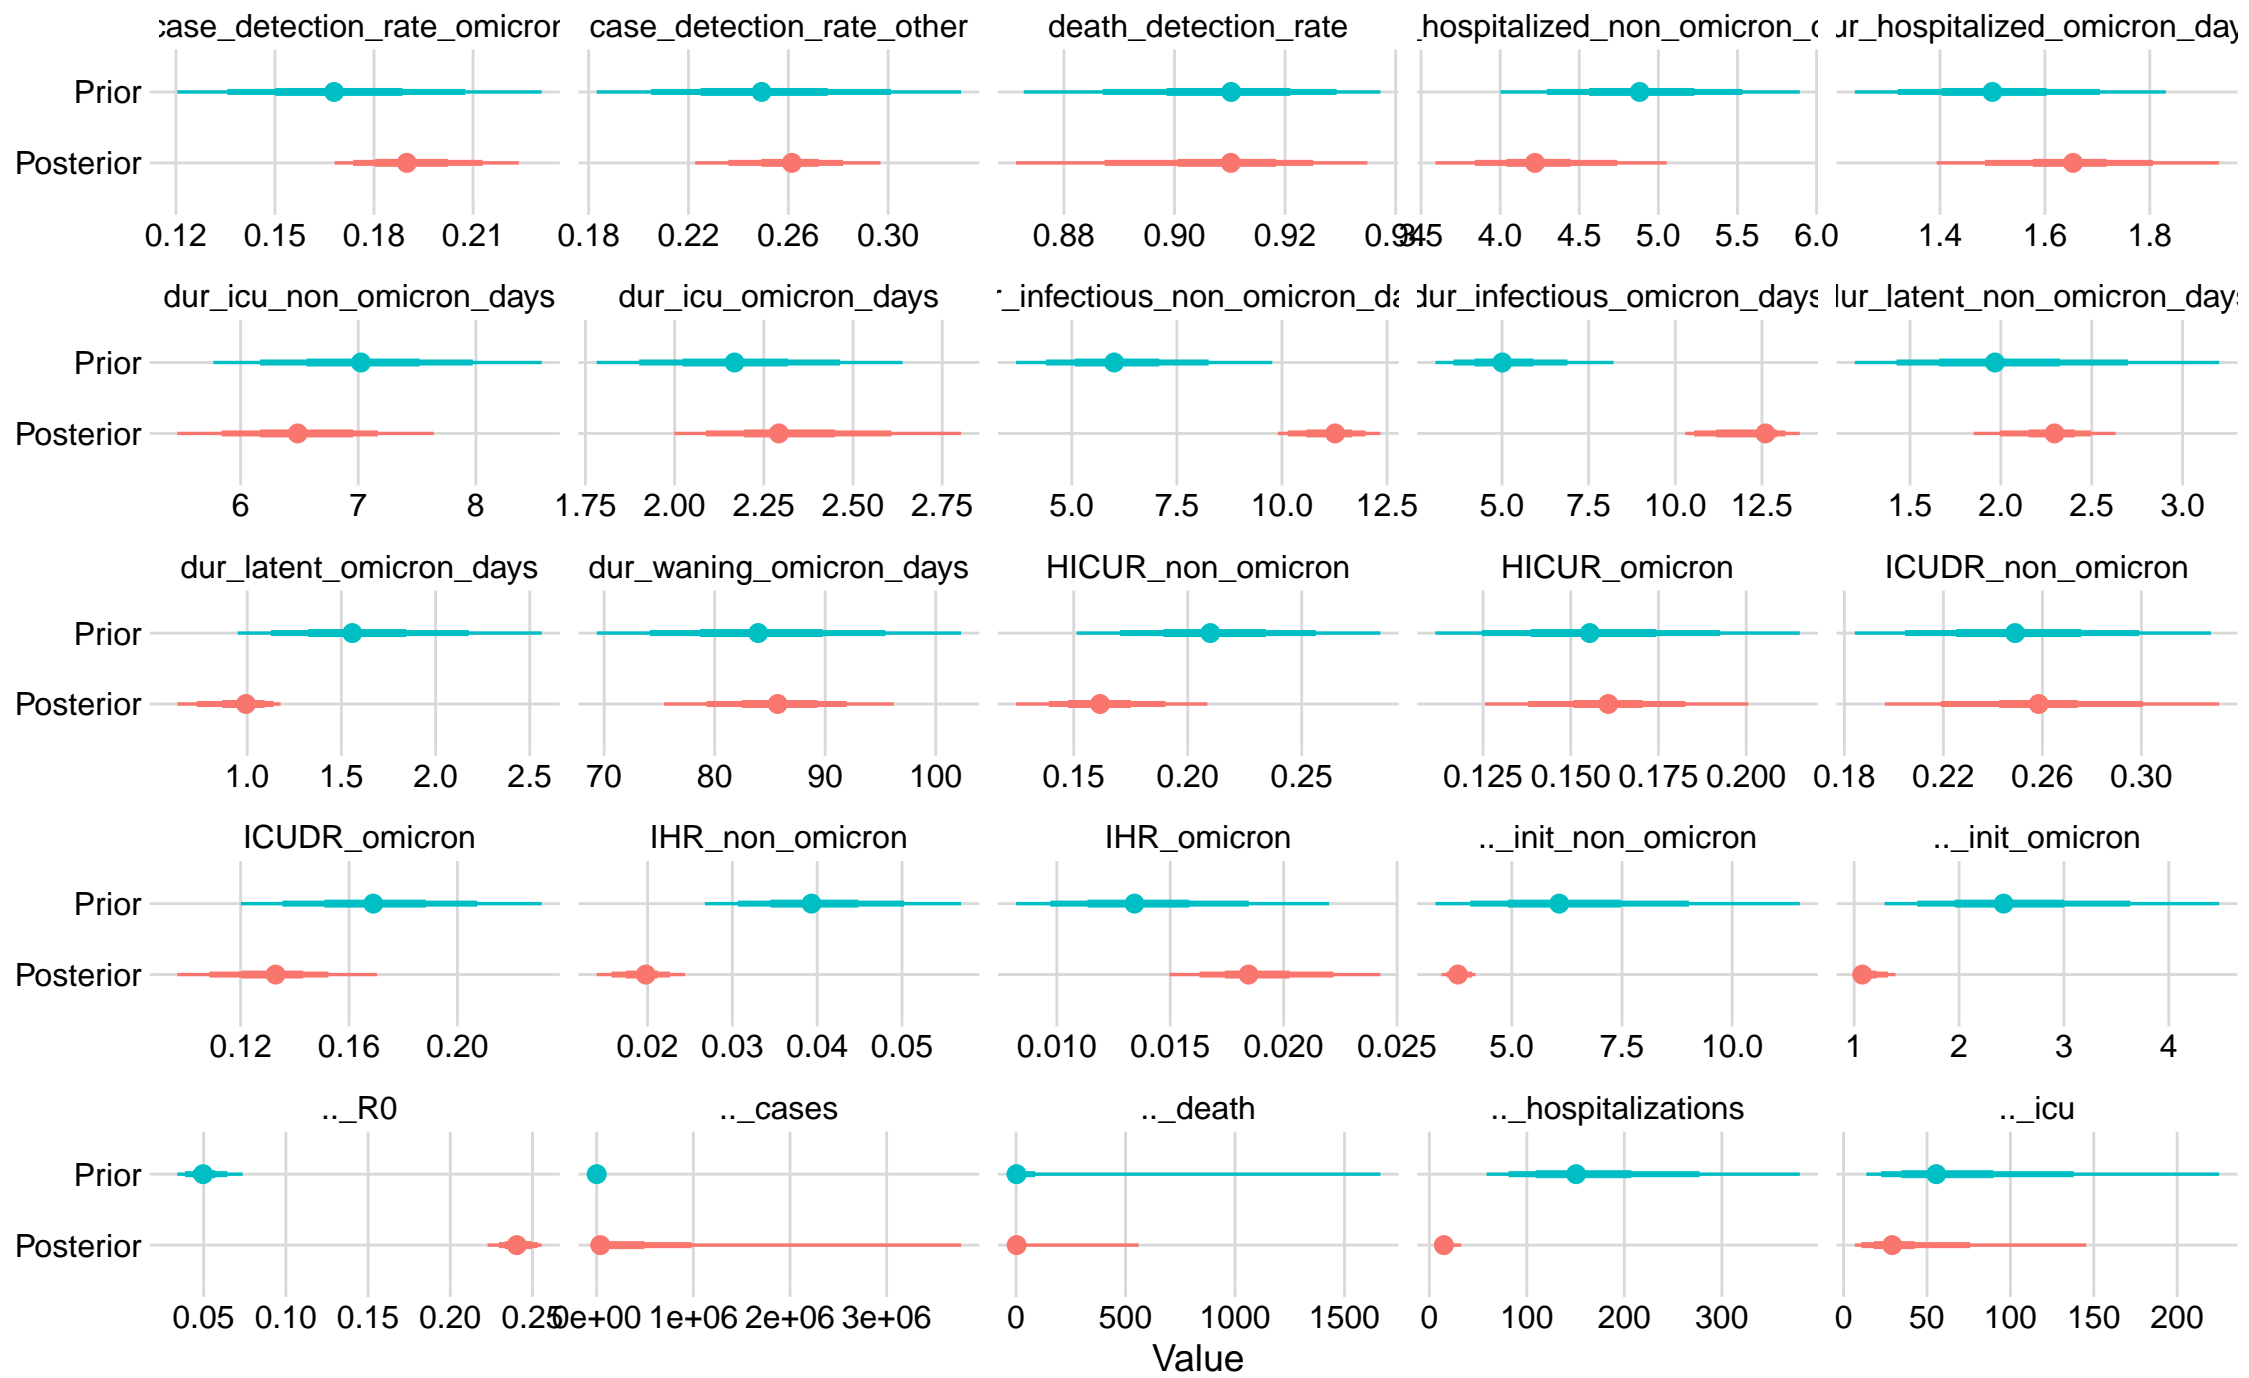 case_detection_rate_omicron case_detection_rate_other death_detection_rate _hospitalized_non_omicron_ ur_hospitalized_omicron_day
Prior
Posterior
0.12 0.15 0.18 0.21 0.18 0.22 0.26 0.30 0.88 0.90 0.92 4.0 4.5 5.0 5.5 6.0 1.4 1.6 1.8
dur_icu_non_omicron_days dur_icu_omicron_days _infectious_non_omicron_da dur_infectious_omicron_days dur_latent_non_omicron_days
Prior
Posterior
6 7 8 1.75 2.00 2.25 2.50 2.75 5.0 7.5 10.0 12.5 5.0 7.5 10.0 12.5 1.5 2.0 2.5 3.0
dur_latent_omicron_days dur_waning_omicron_days HICUR_non_omicron HICUR_omicron ICUDR_non_omicron
Prior
Posterior
1.0 1.5 2.0 2.5 70 80 90 100 0.15 0.20 0.25 0.125 0.150 0.175 0.200 0.18 0.22 0.26 0.30
ICUDR_omicron IHR_non_omicron IHR_omicron .._init_non_omicron .._init_omicron
Prior
Posterior
0.12 0.16 0.20 0.02 0.03 0.04 0.05 0.010 0.015 0.020 0.025 5.0 7.5 10.0 1 2 3 4
.._R0 .._cases .._death .._hospitalizations .._icu
Prior
Posterior
0.05 0.10 0.15 0.20 0.25 0e+00 1e+06 2e+06 3e+06 0 500 1000 1500 0 100 200 300 0 50 100 150 200
Value